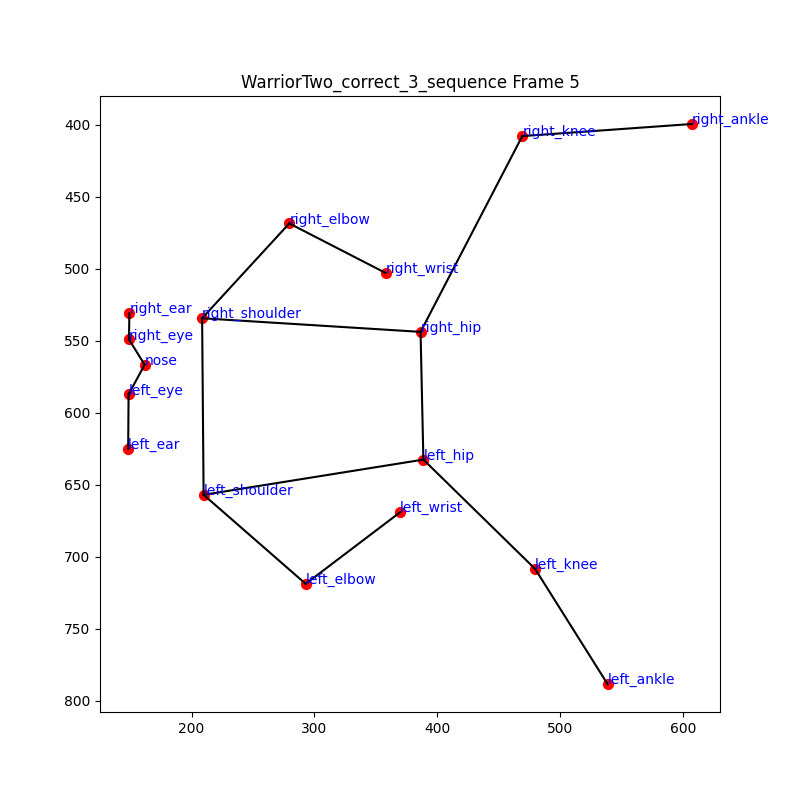 WarriorTwo_correct_3_sequence Frame 5
400
450
500
550
600
650
700
750
800
200
300
400
500
600
right_ankle
right_knee
right_elbow
right_wrist
right_ear
right_shoulder
right_hip
right_eye
nose
left_eye
left_ear
left_hip
left_shoulder
left_wrist
left_knee
left_elbow
left_ankle